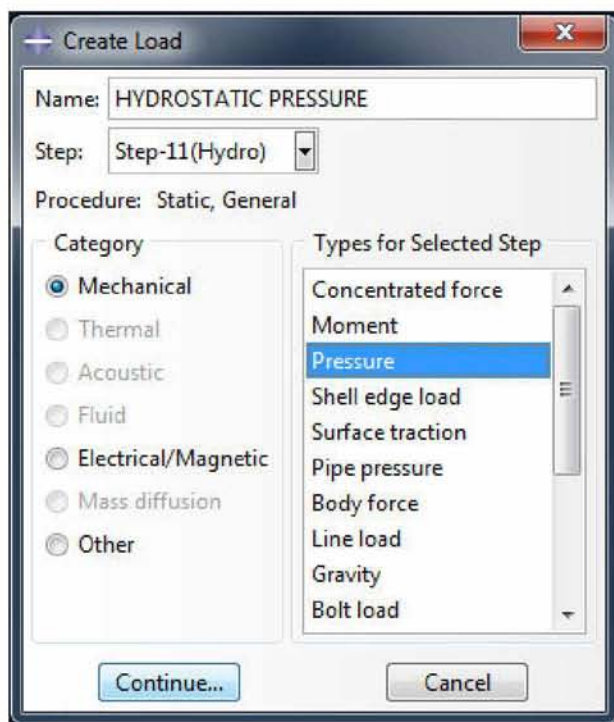 Create Load
Name: HYDROSTATIC PRESSURE
Step: Step-11(Hydro)
Procedure: Static, General
Category
Mechanical
Thermal
Acoustic
Fluid
Electrical/Magnetic
Mass diffusion
Other
Types for Selected Step
Concentrated force
Moment
Pressure
Shell edge load
Surface traction
Pipe pressure
Body force
Line load
Gravity
Bolt load
Continue...
Cancel